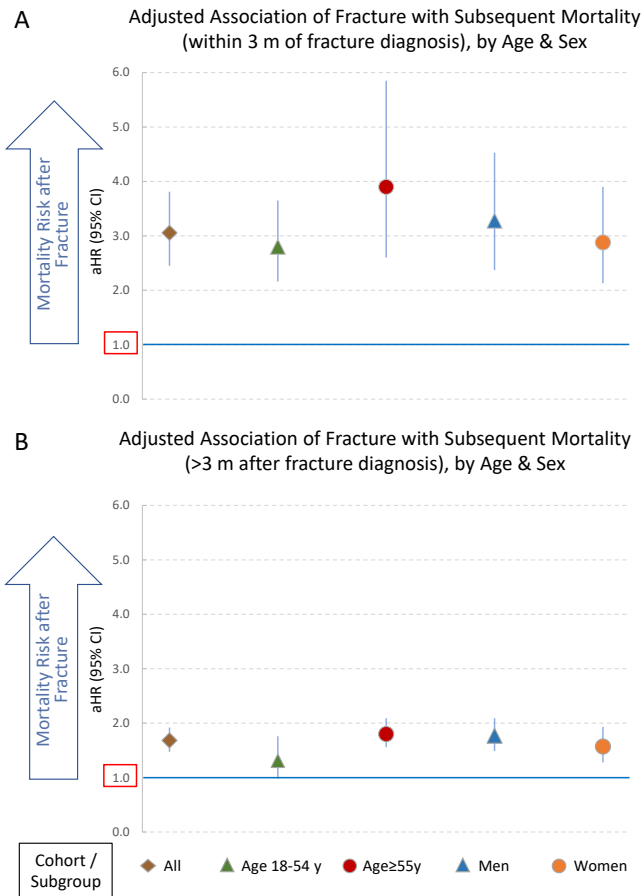 A
Adjusted Association of Fracture with Subsequent Mortality
(within 3 m of fracture diagnosis), by Age & Sex
Mortality Risk after
Fracture
aHR (95% CI)
6.0
5.0
4.0
3.0
2.0
1.0
0.0
B
Adjusted Association of Fracture with Subsequent Mortality
(>3 m after fracture diagnosis), by Age & Sex
Mortality Risk after
Fracture
aHR (95% CI)
6.0
5.0
4.0
3.0
2.0
1.0
0.0
Cohort /
Subgroup
All
Age 18-54 y
Age≥55y
Men
Women